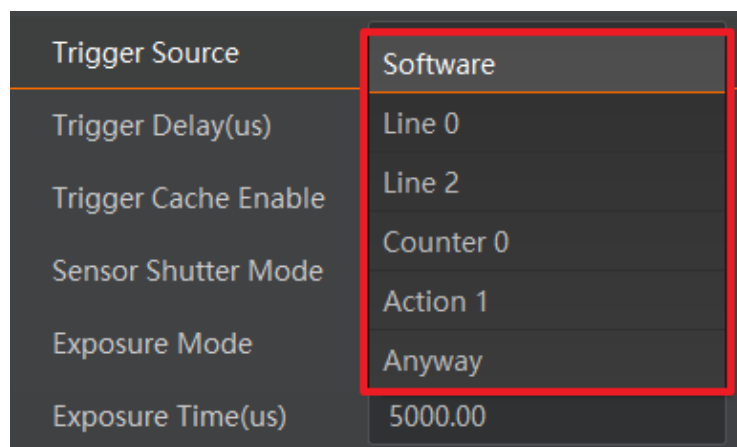 Trigger Source
Software
Trigger Delay(us)
Line 0
Trigger Cache Enable
Line 2
Sensor Shutter Mode
Counter 0
Action 1
Exposure Mode
Anyway
Exposure Time(us)
5000.00